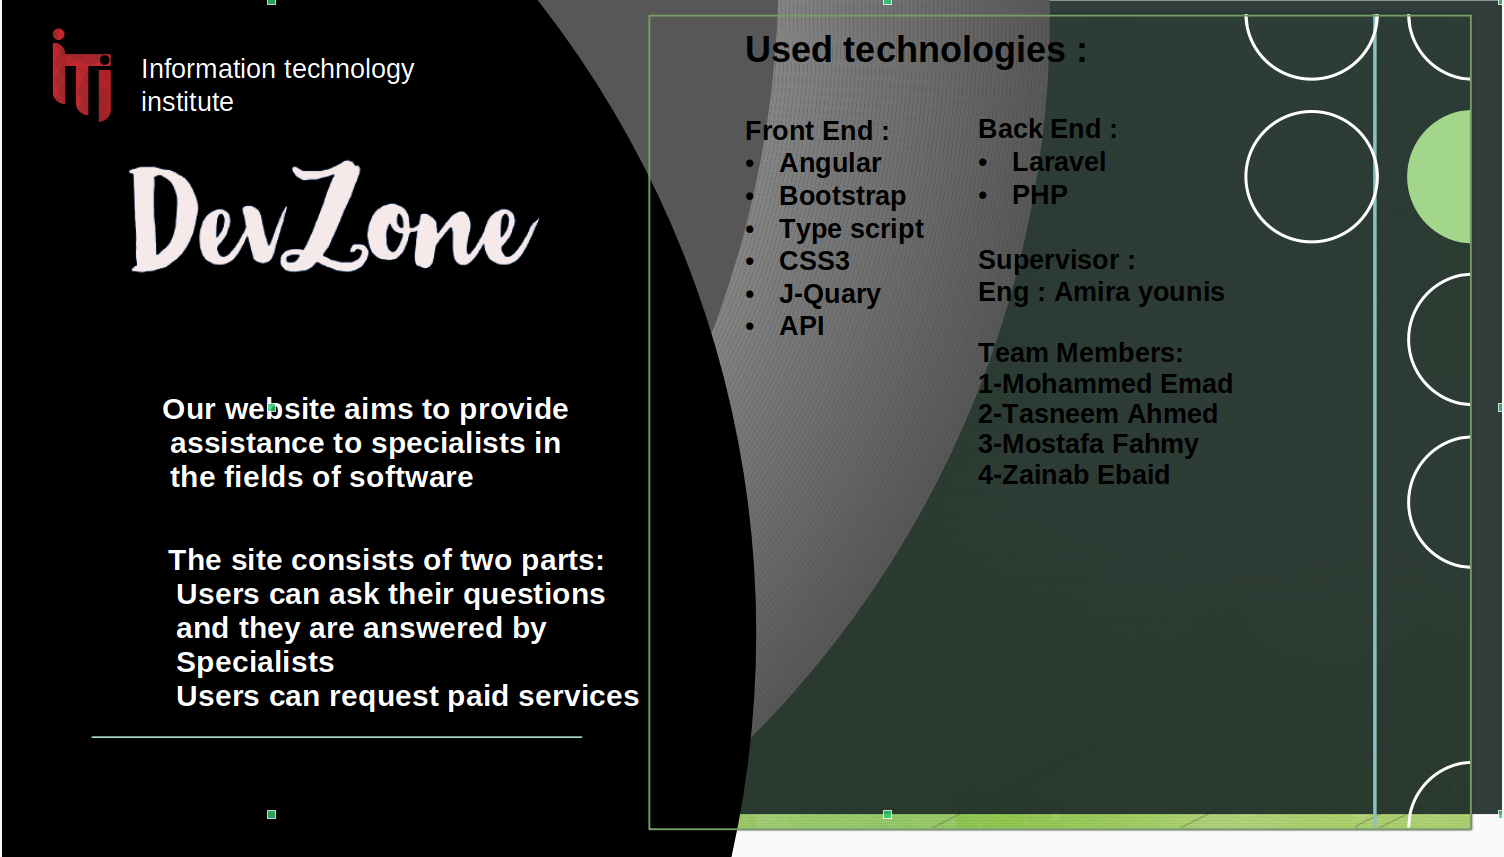 iTi
Information technology
institute
DevZone
Our website aims to provide
assistance to specialists in
the fields of software
The site consists of two parts:
Users can ask their questions
and they are answered by
Specialists
Users can request paid services
Used technologies :
Front End :
• Angular
• Bootstrap
• Type script
• CSS3
• J-Quary
• API
Back End :
• Laravel
• PHP
Supervisor :
Eng : Amira younis
Team Members:
1-Mohammed Emad
2-Tasneem Ahmed
3-Mostafa Fahmy
4-Zainab Ebaid